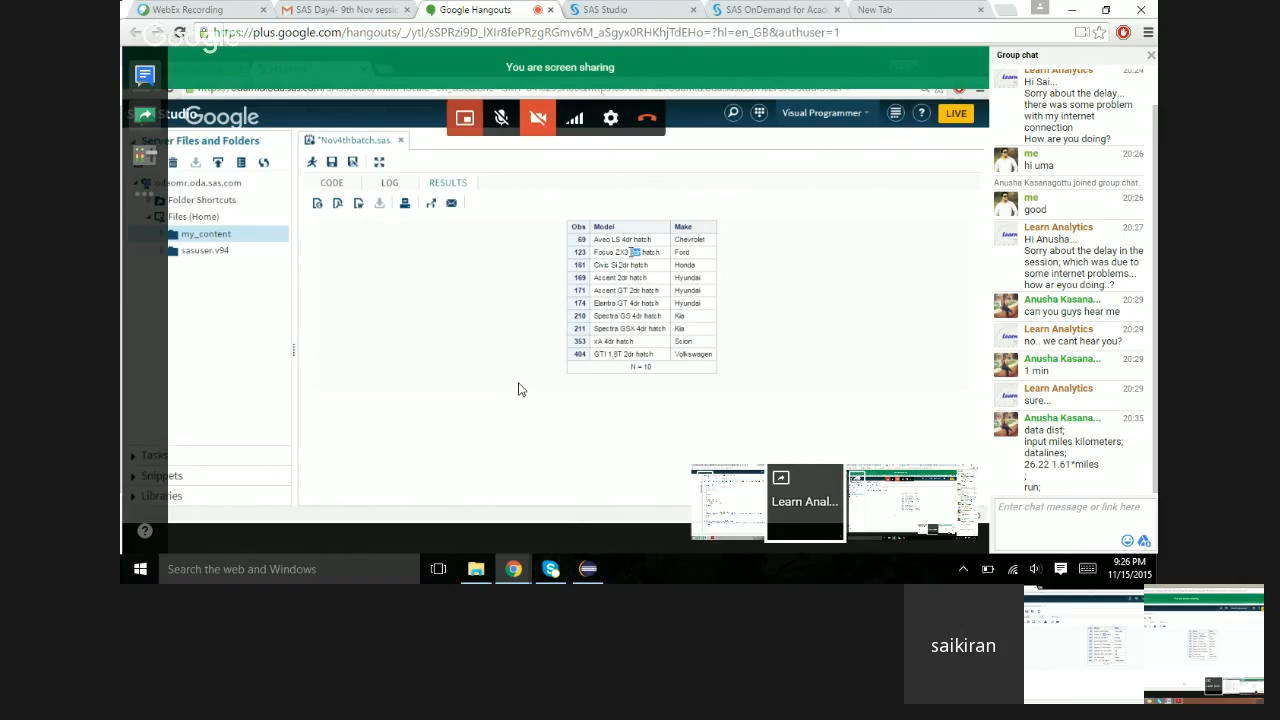 WebEx Recording
SAS Day4- 9th Nov sessio
Google Hangouts
SAS Studio
SAS OnDemand for Acad
New Tab
Google
You are screen sharing
Group chat
Learn Analytics 20:24
Hi Sai...
Sorry about the delay...
there was some problem
with my internet
connection
How are you doing?
me 20:26
hi uma
Anusha Kasanagottu joined group chat.
me 20:26
good
Learn Analytics 20:27
Hi Anusha...
Sorry about the delay in the
session, which was due to
some internet problems...
how ar eyou doing..?
Anusha Kasana... 20:29
can you guys hear me
Learn Analytics 20:29
no.. we cant hear you?
Anusha Kasana... 20:29
1 min
Learn Analytics 20:29
sure...
Anusha Kasana... 20:35
data dist;
input miles kilometers;
datalines;
26.22 1.61*miles
;
run;
Enter chat message or link here
Studio
Google
Visual Programmer
LIVE
Server Files and Folders
odaomr.oda.sas.com
Folder Shortcuts
Files (Home)
my_content
sasuser.v94
Tasks
Snippets
Libraries
*Nov4thbatch.sas
CODE LOG RESULTS
Obs Model Make
69 Aveo LS 4dr hatch Chevrolet
123 Focus ZX3 2dr hatch Ford
161 Civic Si 2dr hatch Honda
169 Accent 2dr hatch Hyundai
171 Accent GT 2dr hatch Hyundai
174 Elantra GT 4dr hatch Hyundai
210 Spectra GS 4dr hatch Kia
211 Spectra GSX 4dr hatch Kia
353 xA 4dr hatch Scion
404 GTI 1.8T 2dr hatch Volkswagen
N = 10
Learn Anal...
Search the web and Windows
9:26 PM
11/15/2015
ikiran